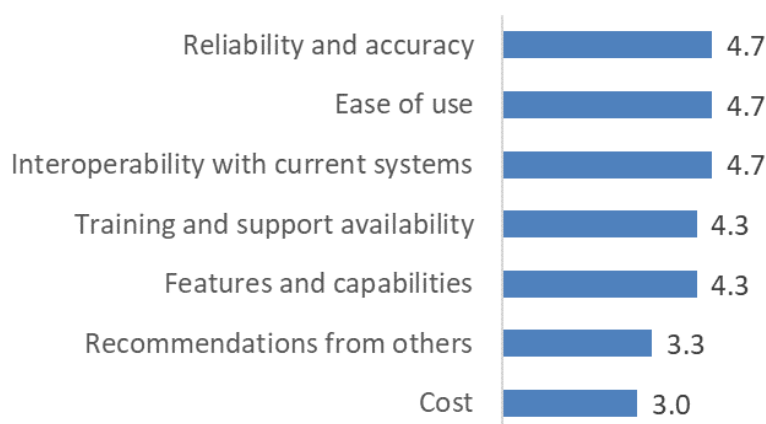 Reliability and accuracy 4.7
Ease of use 4.7
Interoperability with current systems 4.7
Training and support availability 4.3
Features and capabilities 4.3
Recommendations from others 3.3
Cost 3.0